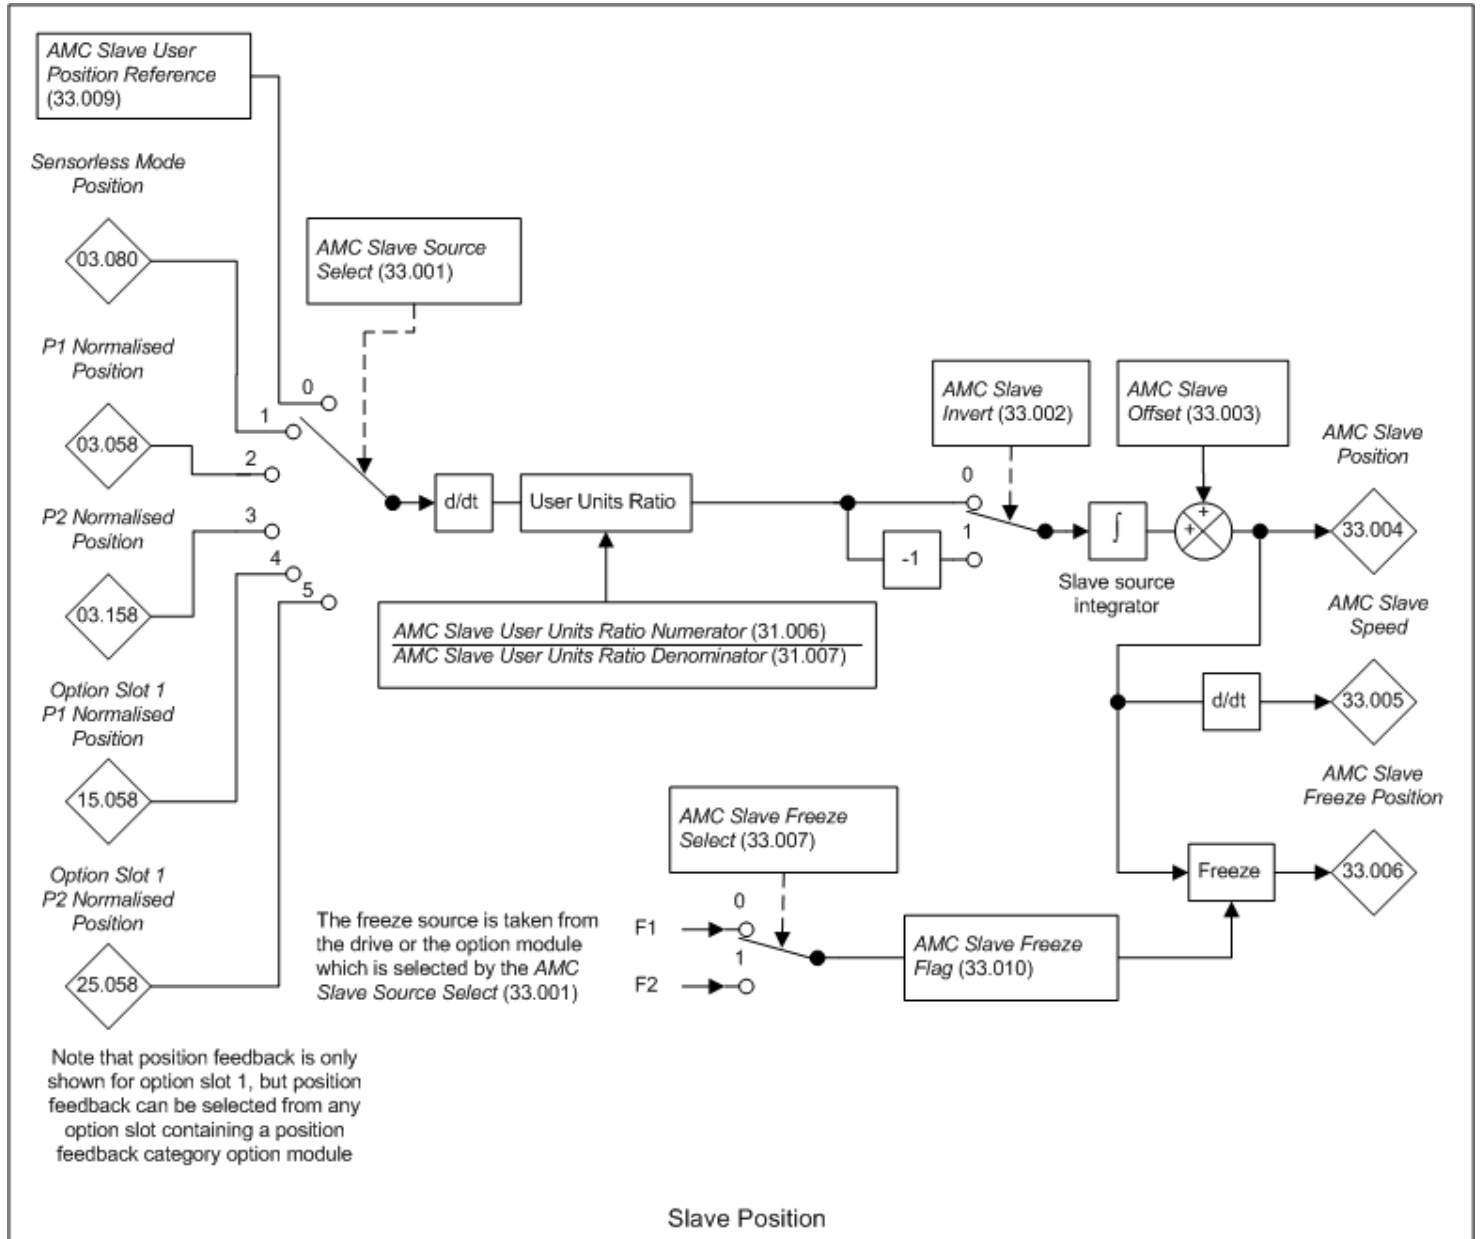 AMC Slave User
Position Reference
(33.009)
Sensorless Mode
Position
03.080
AMC Slave Source
Select (33.001)
P1 Normalised
Position
03.058
0
1
2
3
4
5
P2 Normalised
Position
03.158
d/dt
User Units Ratio
AMC Slave User Units Ratio Numerator (31.006)
AMC Slave User Units Ratio Denominator (31.007)
AMC Slave
Invert (33.002)
0
1
-1
∫
Slave source
integrator
AMC Slave
Offset (33.003)
+
+
AMC Slave
Position
33.004
AMC Slave
Speed
d/dt
33.005
AMC Slave
Freeze Position
Freeze
33.006
Option Slot 1
P1 Normalised
Position
15.058
Option Slot 1
P2 Normalised
Position
25.058
AMC Slave Freeze
Select (33.007)
The freeze source is taken from
the drive or the option module
which is selected by the AMC
Slave Source Select (33.001)
F1
0
1
F2
AMC Slave Freeze
Flag (33.010)
Note that position feedback is only
shown for option slot 1, but position
feedback can be selected from any
option slot containing a position
feedback category option module
Slave Position